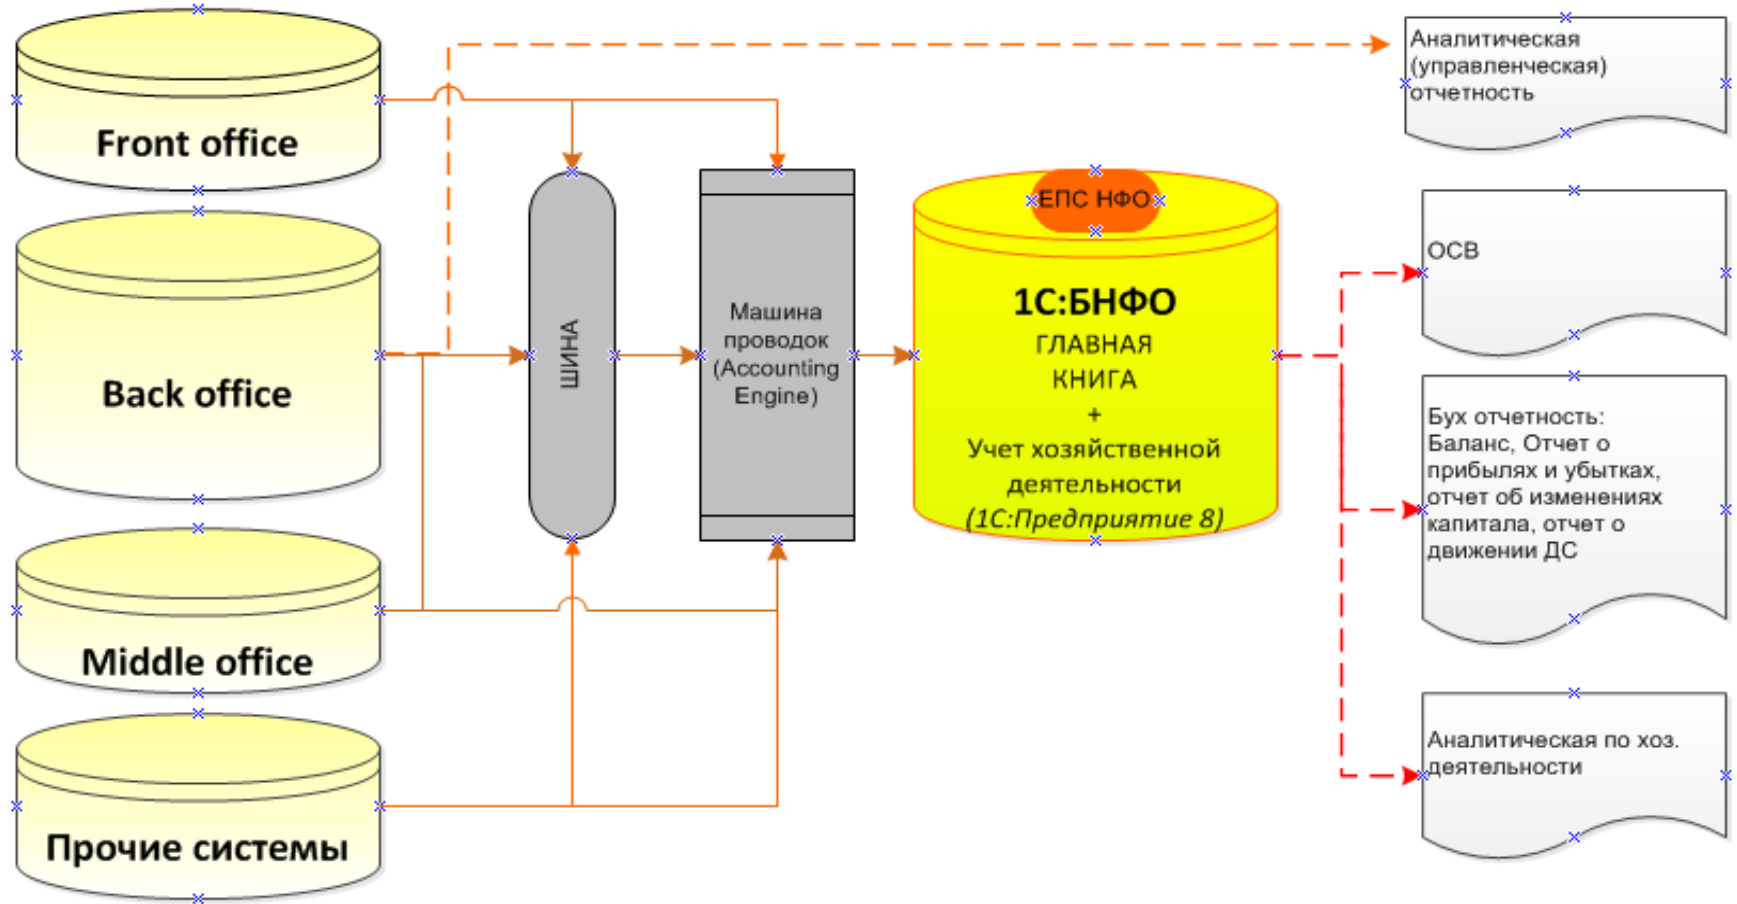 Front office
Back office
Middle office
Прочие системы
ШИНА
Машина
проводок
(Accounting
Engine)
ЕПС НФО
1С:БНФО
ГЛАВНАЯ
КНИГА
+
Учет хозяйственной
деятельности
(1С:Предприятие 8)
Аналитическая
(управленческая)
отчетность
ОСВ
Бух отчетность:
Баланс, Отчет о
прибылях и убытках,
отчет об изменениях
капитала, отчет о
движении ДС
Аналитическая по хоз.
деятельности